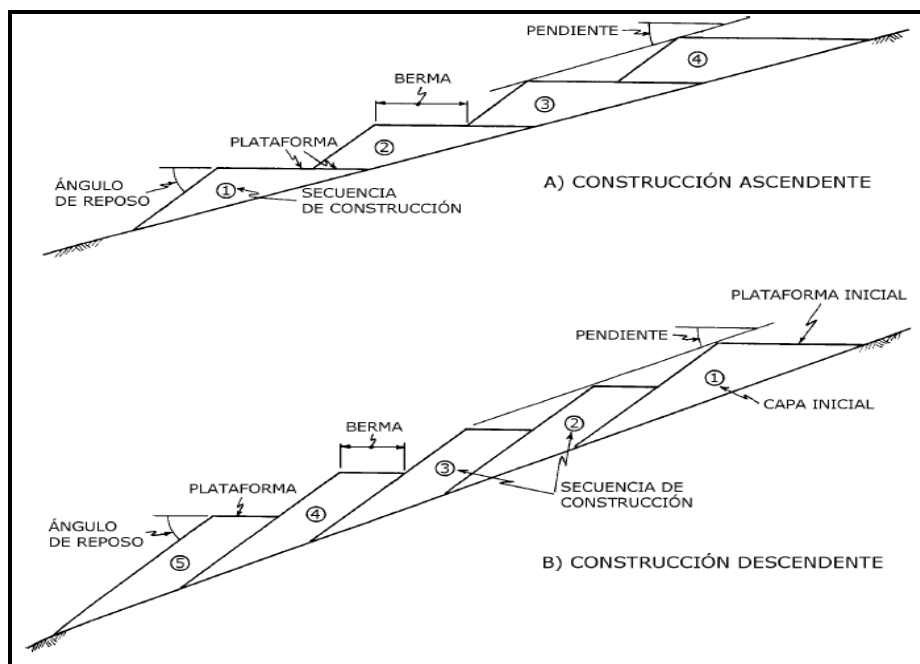 PENDIENTE
④
BERMA
③
PLATAFORMA
②
ÁNGULO
DE REPOSO
①
SECUENCIA
DE CONSTRUCCIÓN
A) CONSTRUCCIÓN ASCENDENTE
PLATAFORMA INICIAL
PENDIENTE
①
CAPA INICIAL
BERMA
②
③
SECUENCIA DE
CONSTRUCCIÓN
PLATAFORMA
④
ÁNGULO
DE REPOSO
⑤
B) CONSTRUCCIÓN DESCENDENTE